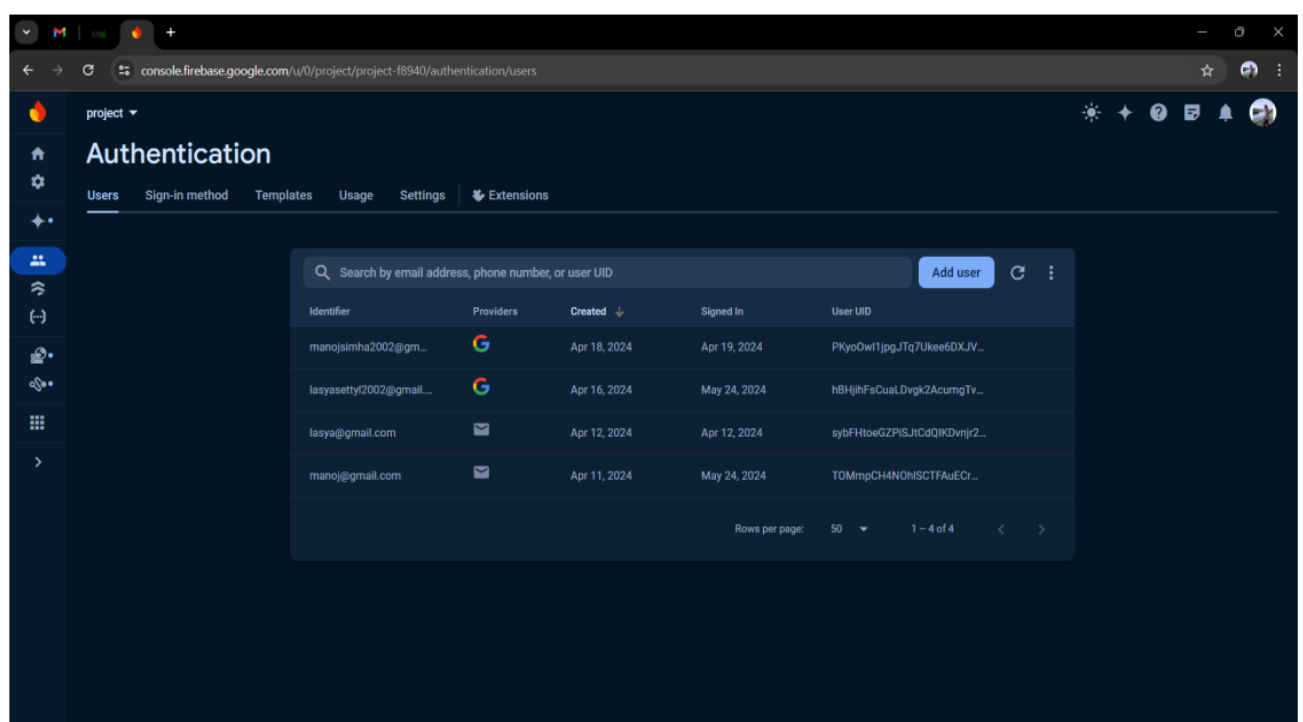 console.firebase.google.com/u/0/project/project-f8940/authentication/users
project
Authentication
Users Sign-in method Templates Usage Settings Extensions
Search by email address, phone number, or user UID Add user
Identifier Providers Created Signed In User UID
manojsimha2002@gm... Apr 18, 2024 Apr 19, 2024 PKyoOwI1jpgJTq7Ukee6DXJV...
lasyasettyl2002@gmail.... Apr 16, 2024 May 24, 2024 hBHjihFsCuaLDvgk2AcumgTv...
lasya@gmail.com Apr 12, 2024 Apr 12, 2024 sybFHtoeGZPiSJtCdQIKDvnjr2...
manoj@gmail.com Apr 11, 2024 May 24, 2024 TOMmpCH4NOhISCTFAuECr...
Rows per page: 50 1 – 4 of 4